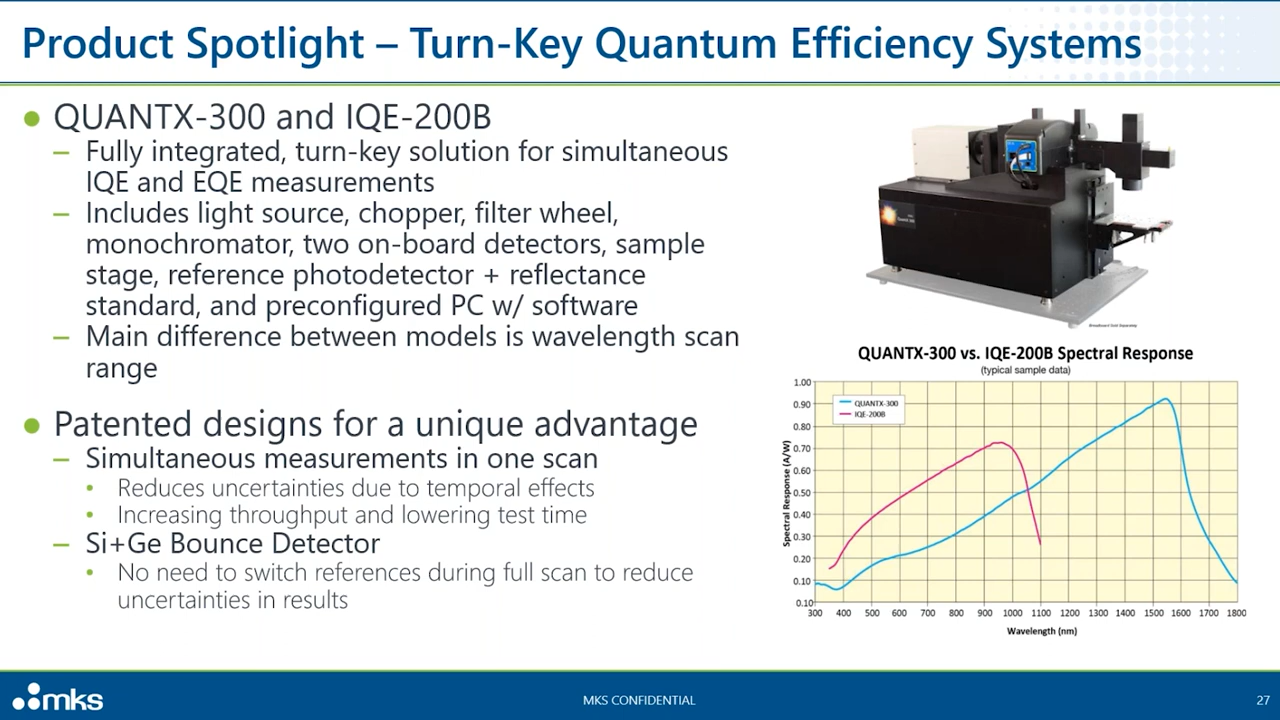 Product Spotlight – Turn-Key Quantum Efficiency Systems
● QUANTX-300 and IQE-200B
– Fully integrated, turn-key solution for simultaneous
IQE and EQE measurements
– Includes light source, chopper, filter wheel,
monochromator, two on-board detectors, sample
stage, reference photodetector + reflectance
standard, and preconfigured PC w/ software
– Main difference between models is wavelength scan
range
● Patented designs for a unique advantage
– Simultaneous measurements in one scan
• Reduces uncertainties due to temporal effects
• Increasing throughput and lowering test time
– Si+Ge Bounce Detector
• No need to switch references during full scan to reduce
uncertainties in results
Breadboard Sold Separately
QUANTX-300 vs. IQE-200B Spectral Response
(typical sample data)
QUANTX-300
IQE-200B
Spectral Response (A/W)
1.00
0.90
0.80
0.70
0.60
0.50
0.40
0.30
0.20
0.10
0.10
300 400 500 600 700 800 900 1000 1100 1200 1300 1400 1500 1600 1700 1800
Wavelength (nm)
mks
MKS CONFIDENTIAL
27